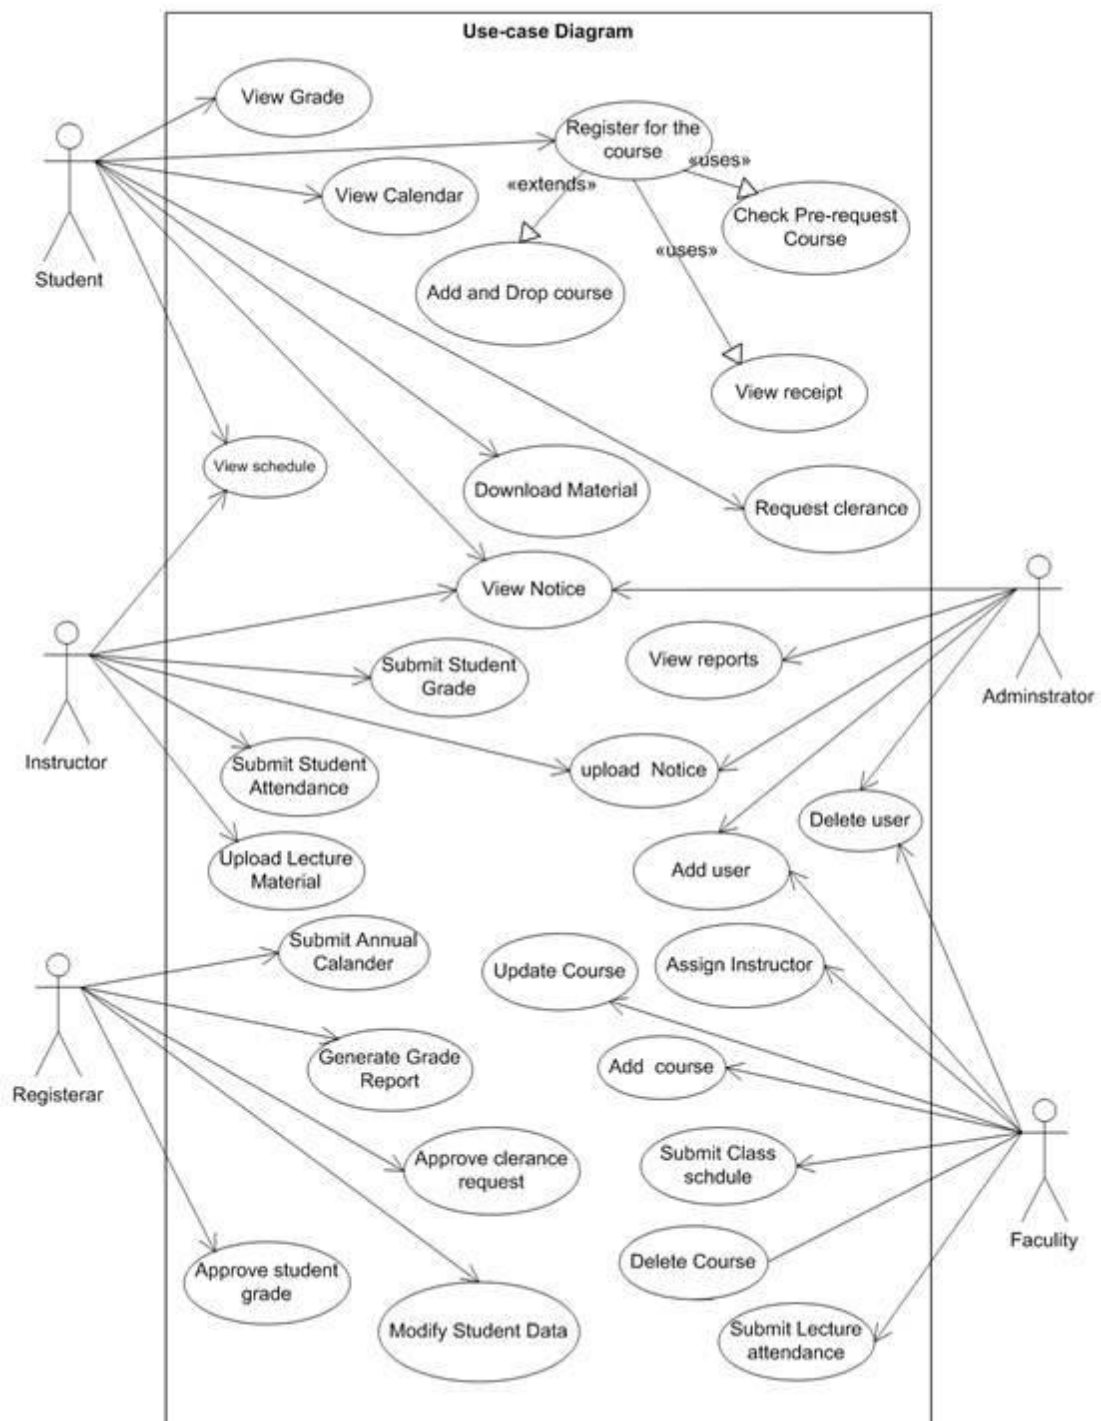 Use-case Diagram
View Grade
Register for the
course
«uses»
«extends»
View Calendar
Check Pre-request
Course
«uses»
Student
Add and Drop course
View receipt
View schedule
Download Material
Request clerance
View Notice
Submit Student
Grade
View reports
Adminstrator
Instructor
Submit Student
Attendance
upload  Notice
Delete user
Upload Lecture
Material
Add user
Submit Annual
Calander
Update Course
Assign Instructor
Generate Grade
Report
Add  course
Registerar
Approve clerance
request
Submit Class
schdule
Faculity
Delete Course
Approve student
grade
Modify Student Data
Submit Lecture
attendance